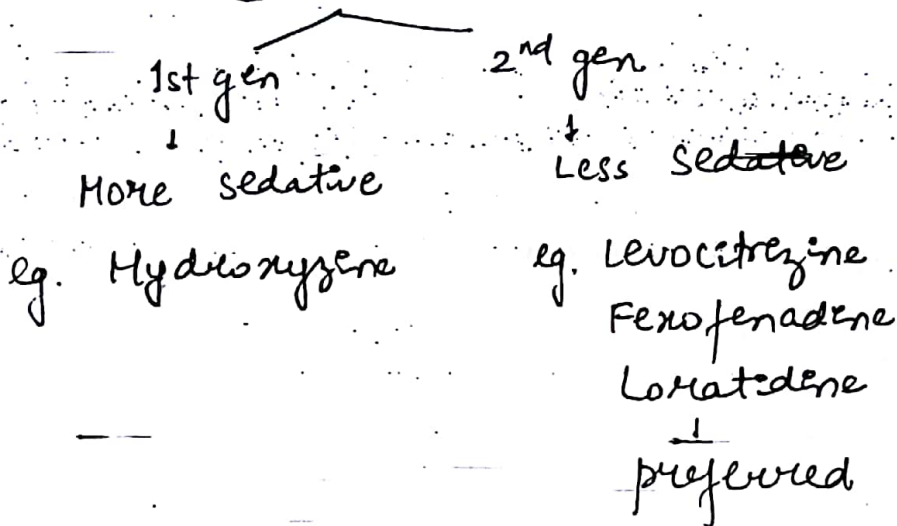 1st gen
2nd gen
More sedative
Less sedative
eg. Hydroxyzine
eg. Levocitrezine
Fexofenadine
Loratidine
preferred